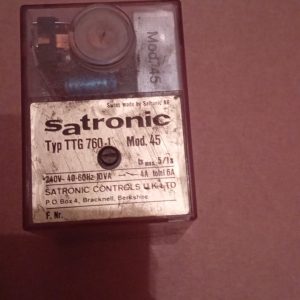 Mod. 45
Swiss made by Satronic AG
satronic
Typ TTG 760-1 Mod. 45
max. 5/1s
240V~ 40-60Hz 10VA 4A total 6A
SATRONIC CONTROLS U.K. LTD
P.O Box 4, Bracknell, Berkshire
F. Nr.